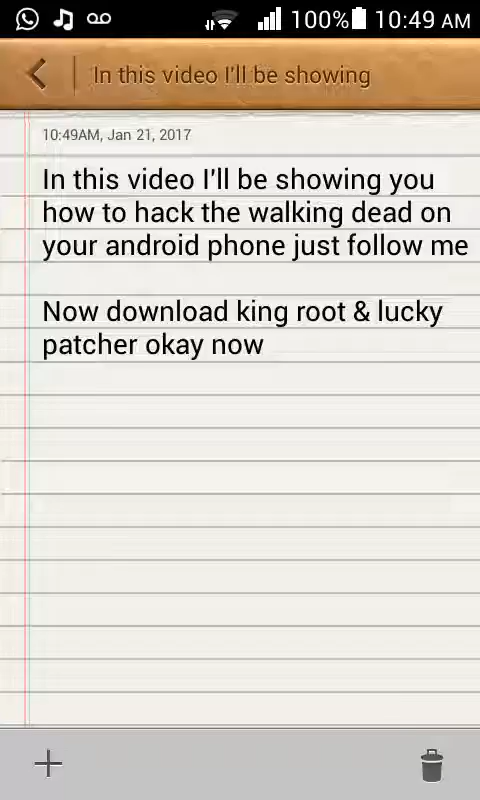 100% 10:49 AM
In this video I'll be showing
10:49AM, Jan 21, 2017
In this video I'll be showing you
how to hack the walking dead on
your android phone just follow me
Now download king root & lucky
patcher okay now